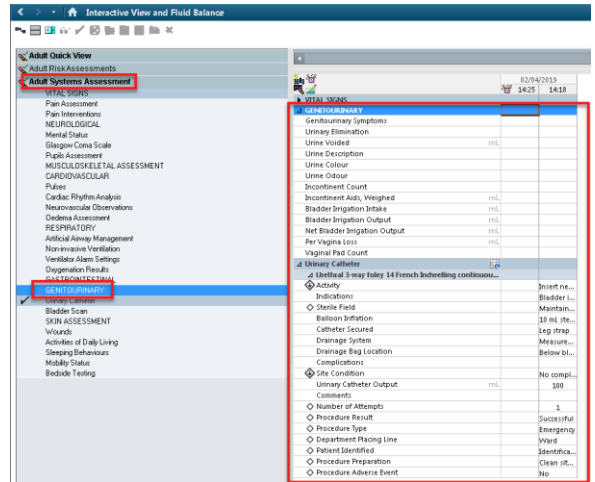 Interactive View and Fluid Balance
Adult Quick View
Adult Risk Assessments
Adult Systems Assessment
VITAL SIGNS
Pain Assessment
Pain Interventions
NEUROLOGICAL
Mental Status
Glasgow Coma Scale
Pupils Assessment
MUSCULOSKELETAL ASSESSMENT
CARDIOVASCULAR
Pulses
Cardiac Rhythm Analysis
Neurovascular Observations
Oedema Assessment
RESPIRATORY
Artificial Airway Management
Non-invasive Ventilation
Ventilator Alarm Settings
Oxygenation Results
GASTROINTESTINAL
GENITOURINARY
Urinary Catheter
Bladder Scan
SKIN ASSESSMENT
Wounds
Activities of Daily Living
Sleeping Behaviours
Mobility Status
Bedside Testing
02/04/2019
14:25 14:18
VITAL SIGNS
GENITOURINARY
Genitourinary Symptoms
Urinary Elimination
Urine Voided mL
Urine Description
Urine Colour
Urine Odour
Incontinent Count
Incontinent Aids, Weighed mL
Bladder Irrigation Intake mL
Bladder Irrigation Output mL
Net Bladder Irrigation Output mL
Per Vagina Loss mL
Vaginal Pad Count
Urinary Catheter
Urethral 3-way foley 14 French Indwelling continuou...
Activity Insert ne...
Indications Bladder i...
Sterile Field Maintain...
Balloon Inflation 10 mL ste...
Catheter Secured Leg strap
Drainage System Measure...
Drainage Bag Location Below bl...
Complications
Site Condition No compl...
Urinary Catheter Output mL 100
Comments
Number of Attempts 1
Procedure Result Successful
Procedure Type Emergency
Department Placing Line Ward
Patient Identified Identifica...
Procedure Preparation Clean sit...
Procedure Adverse Event No